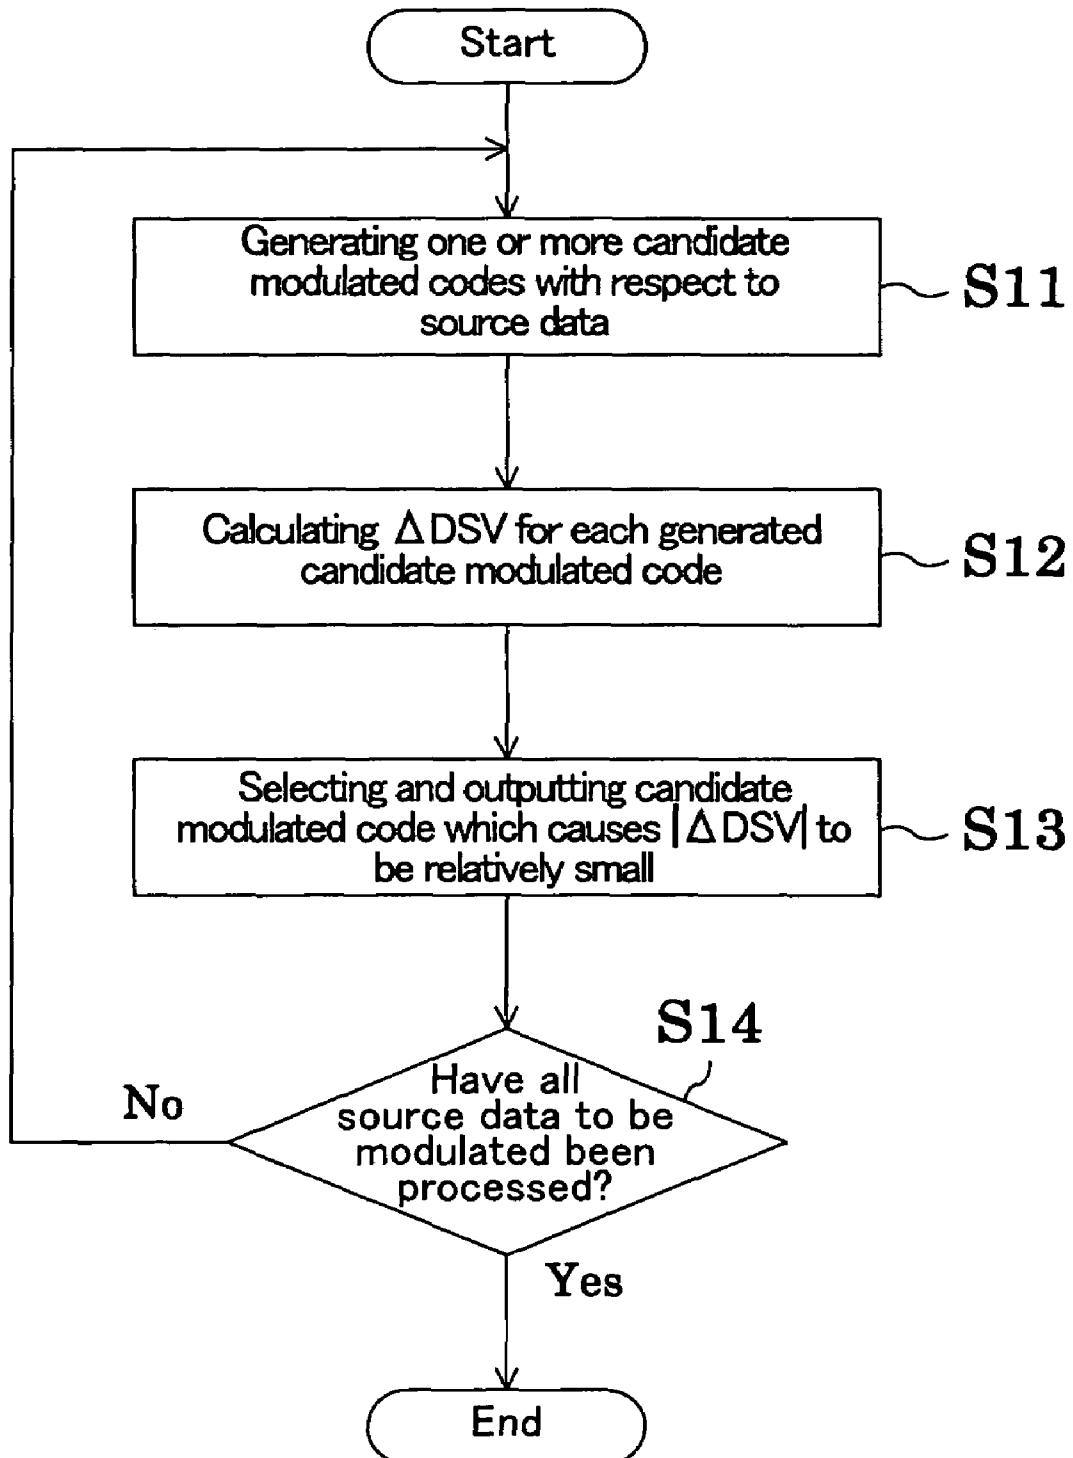 Start
Generating one or more candidate
modulated codes with respect to
source data
S11
Calculating ΔDSV for each generated
candidate modulated code
S12
Selecting and outputting candidate
modulated code which causes |ΔDSV| to
be relatively small
S13
S14
Have all
source data to be
modulated been
processed?
No
Yes
End